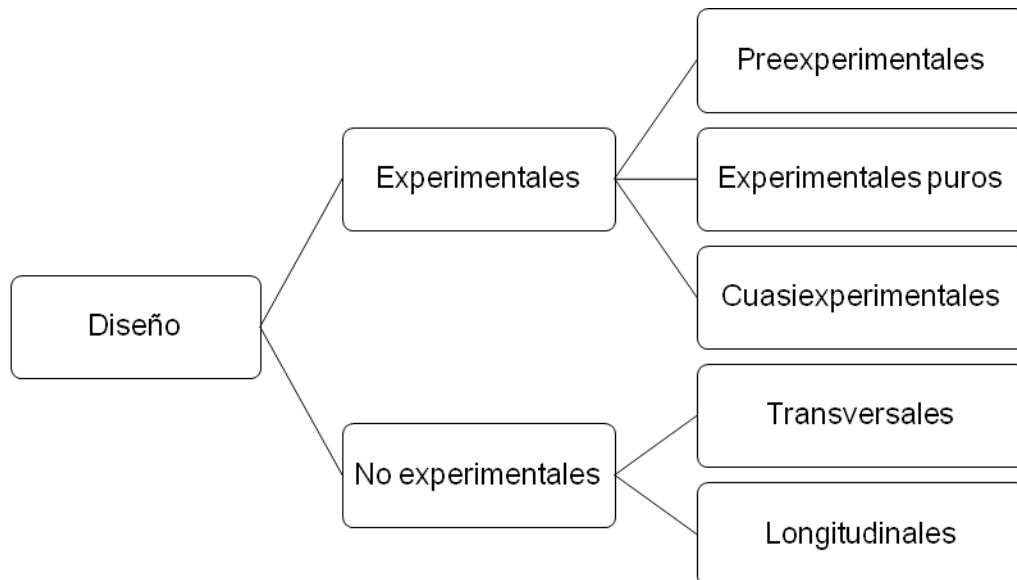 Diseño
Experimentales
Preexperimentales
Experimentales puros
Cuasiexperimentales
No experimentales
Transversales
Longitudinales